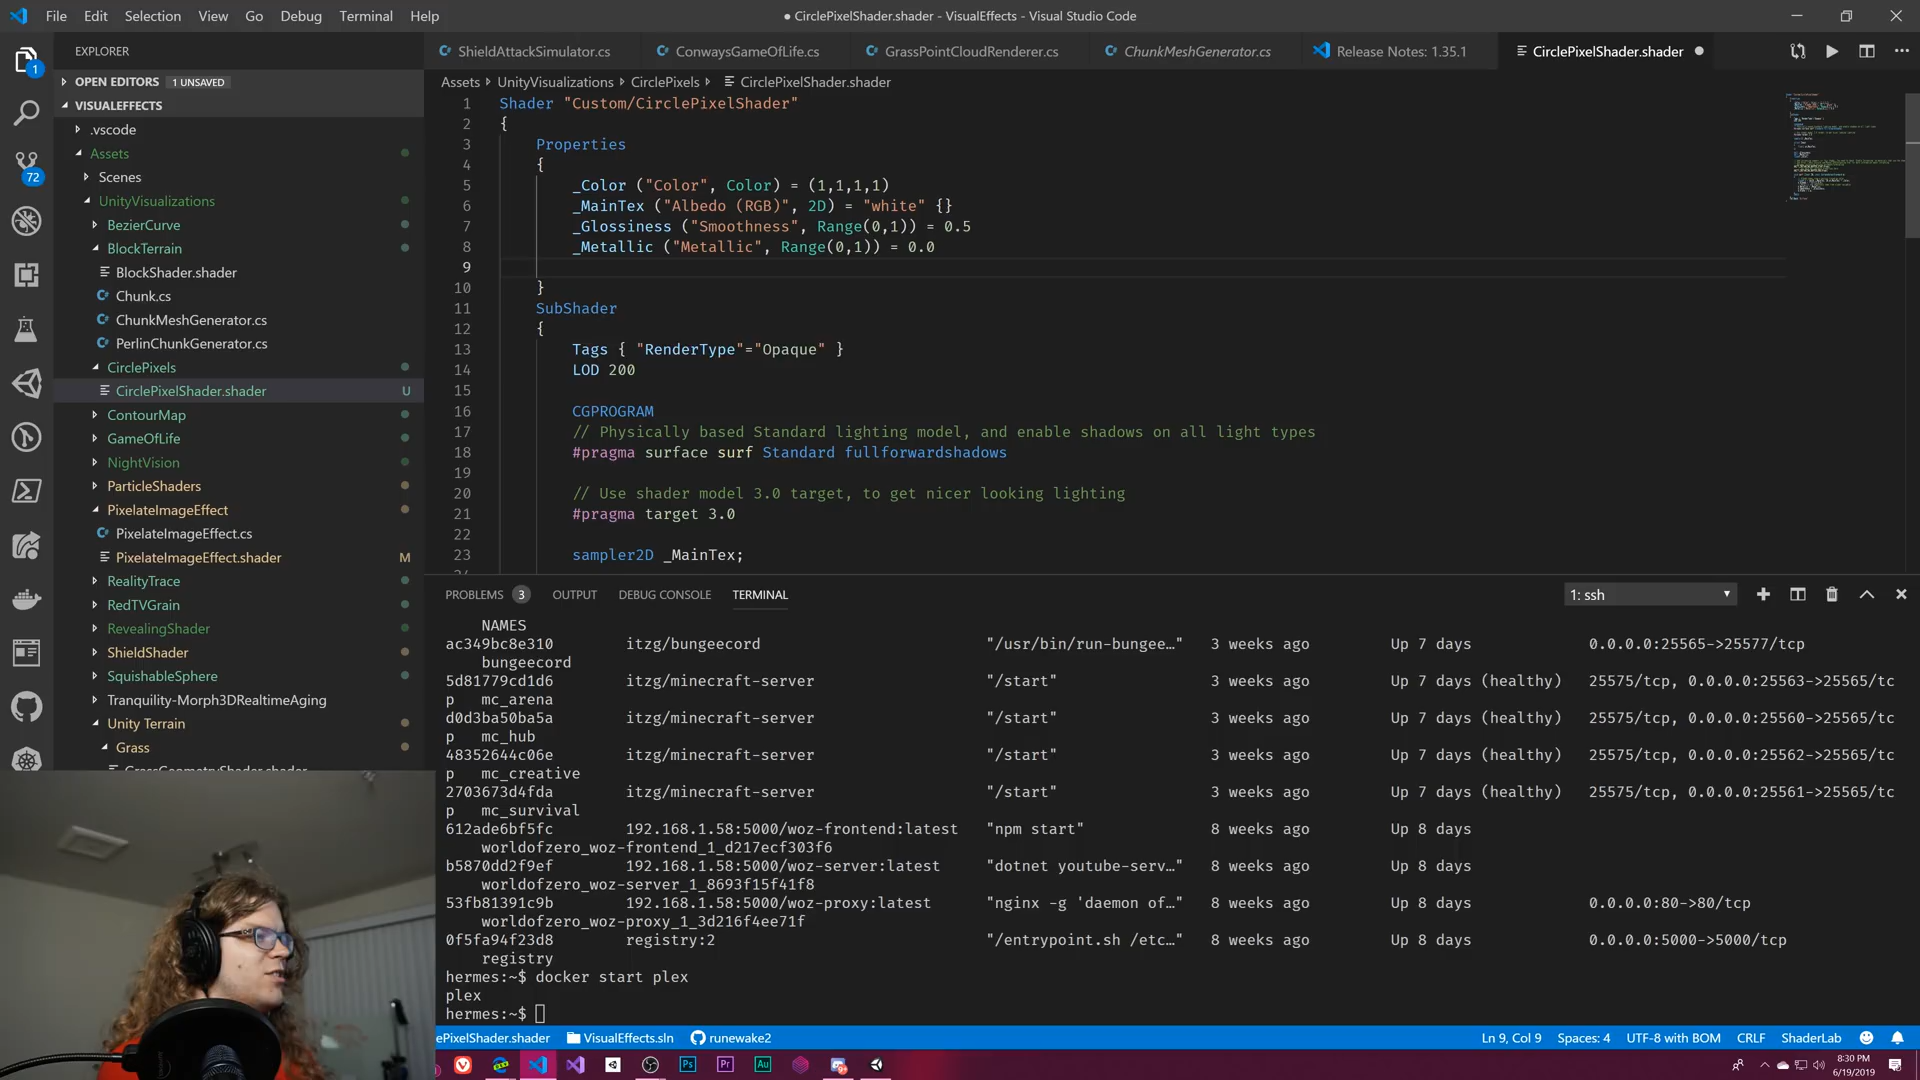 File Edit Selection View Go Debug Terminal Help
● CirclePixelShader.shader - VisualEffects - Visual Studio Code
EXPLORER
ShieldAttackSimulator.cs ConwaysGameOfLife.cs GrassPointCloudRenderer.cs ChunkMeshGenerator.cs Release Notes: 1.35.1 CirclePixelShader.shader
OPEN EDITORS 1 UNSAVED
VISUALEFFECTS
.vscode
Assets
Scenes
UnityVisualizations
BezierCurve
BlockTerrain
BlockShader.shader
Chunk.cs
ChunkMeshGenerator.cs
PerlinChunkGenerator.cs
CirclePixels
CirclePixelShader.shader U
ContourMap
GameOfLife
NightVision
ParticleShaders
PixelateImageEffect
PixelateImageEffect.cs
PixelateImageEffect.shader M
RealityTrace
RedTVGrain
RevealingShader
ShieldShader
SquishableSphere
Tranquility-Morph3DRealtimeAging
Unity Terrain
Grass
GrassGeometryShader.shader
1
72
Assets UnityVisualizations CirclePixels CirclePixelShader.shader
1 Shader "Custom/CirclePixelShader"
2 {
3 Properties
4 {
5 _Color ("Color", Color) = (1,1,1,1)
6 _MainTex ("Albedo (RGB)", 2D) = "white" {}
7 _Glossiness ("Smoothness", Range(0,1)) = 0.5
8 _Metallic ("Metallic", Range(0,1)) = 0.0
9
10 }
11 SubShader
12 {
13 Tags { "RenderType"="Opaque" }
14 LOD 200
15
16 CGPROGRAM
17 // Physically based Standard lighting model, and enable shadows on all light types
18 #pragma surface surf Standard fullforwardshadows
19
20 // Use shader model 3.0 target, to get nicer looking lighting
21 #pragma target 3.0
22
23 sampler2D _MainTex;
PROBLEMS 3 OUTPUT DEBUG CONSOLE TERMINAL 1: ssh
NAMES
ac349bc8e310 itzg/bungeecord "/usr/bin/run-bungee…" 3 weeks ago Up 7 days 0.0.0.0:25565->25577/tcp
bungeecord
5d81779cd1d6 itzg/minecraft-server "/start" 3 weeks ago Up 7 days (healthy) 25575/tcp, 0.0.0.0:25563->25565/tc
p mc_arena
d0d3ba50ba5a itzg/minecraft-server "/start" 3 weeks ago Up 7 days (healthy) 25575/tcp, 0.0.0.0:25560->25565/tc
p mc_hub
48352644c06e itzg/minecraft-server "/start" 3 weeks ago Up 7 days (healthy) 25575/tcp, 0.0.0.0:25562->25565/tc
p mc_creative
2703673d4fda itzg/minecraft-server "/start" 3 weeks ago Up 7 days (healthy) 25575/tcp, 0.0.0.0:25561->25565/tc
p mc_survival
612ade6bf5fc 192.168.1.58:5000/woz-frontend:latest "npm start" 8 weeks ago Up 8 days
worldofzero_woz-frontend_1_d217ecf303f6
b5870dd2f9ef 192.168.1.58:5000/woz-server:latest "dotnet youtube-serv…" 8 weeks ago Up 8 days
worldofzero_woz-server_1_8693f15f41f8
53fb81391c9b 192.168.1.58:5000/woz-proxy:latest "nginx -g 'daemon of…" 8 weeks ago Up 8 days 0.0.0.0:80->80/tcp
worldofzero_woz-proxy_1_3d216f4ee71f
0f5fa94f23d8 registry:2 "/entrypoint.sh /etc…" 8 weeks ago Up 8 days 0.0.0.0:5000->5000/tcp
registry
hermes:~$ docker start plex
plex
hermes:~$
ePixelShader.shader VisualEffects.sln runewake2 Ln 9, Col 9 Spaces: 4 UTF-8 with BOM CRLF ShaderLab
Ps Pr Au
8:30 PM
6/19/2019